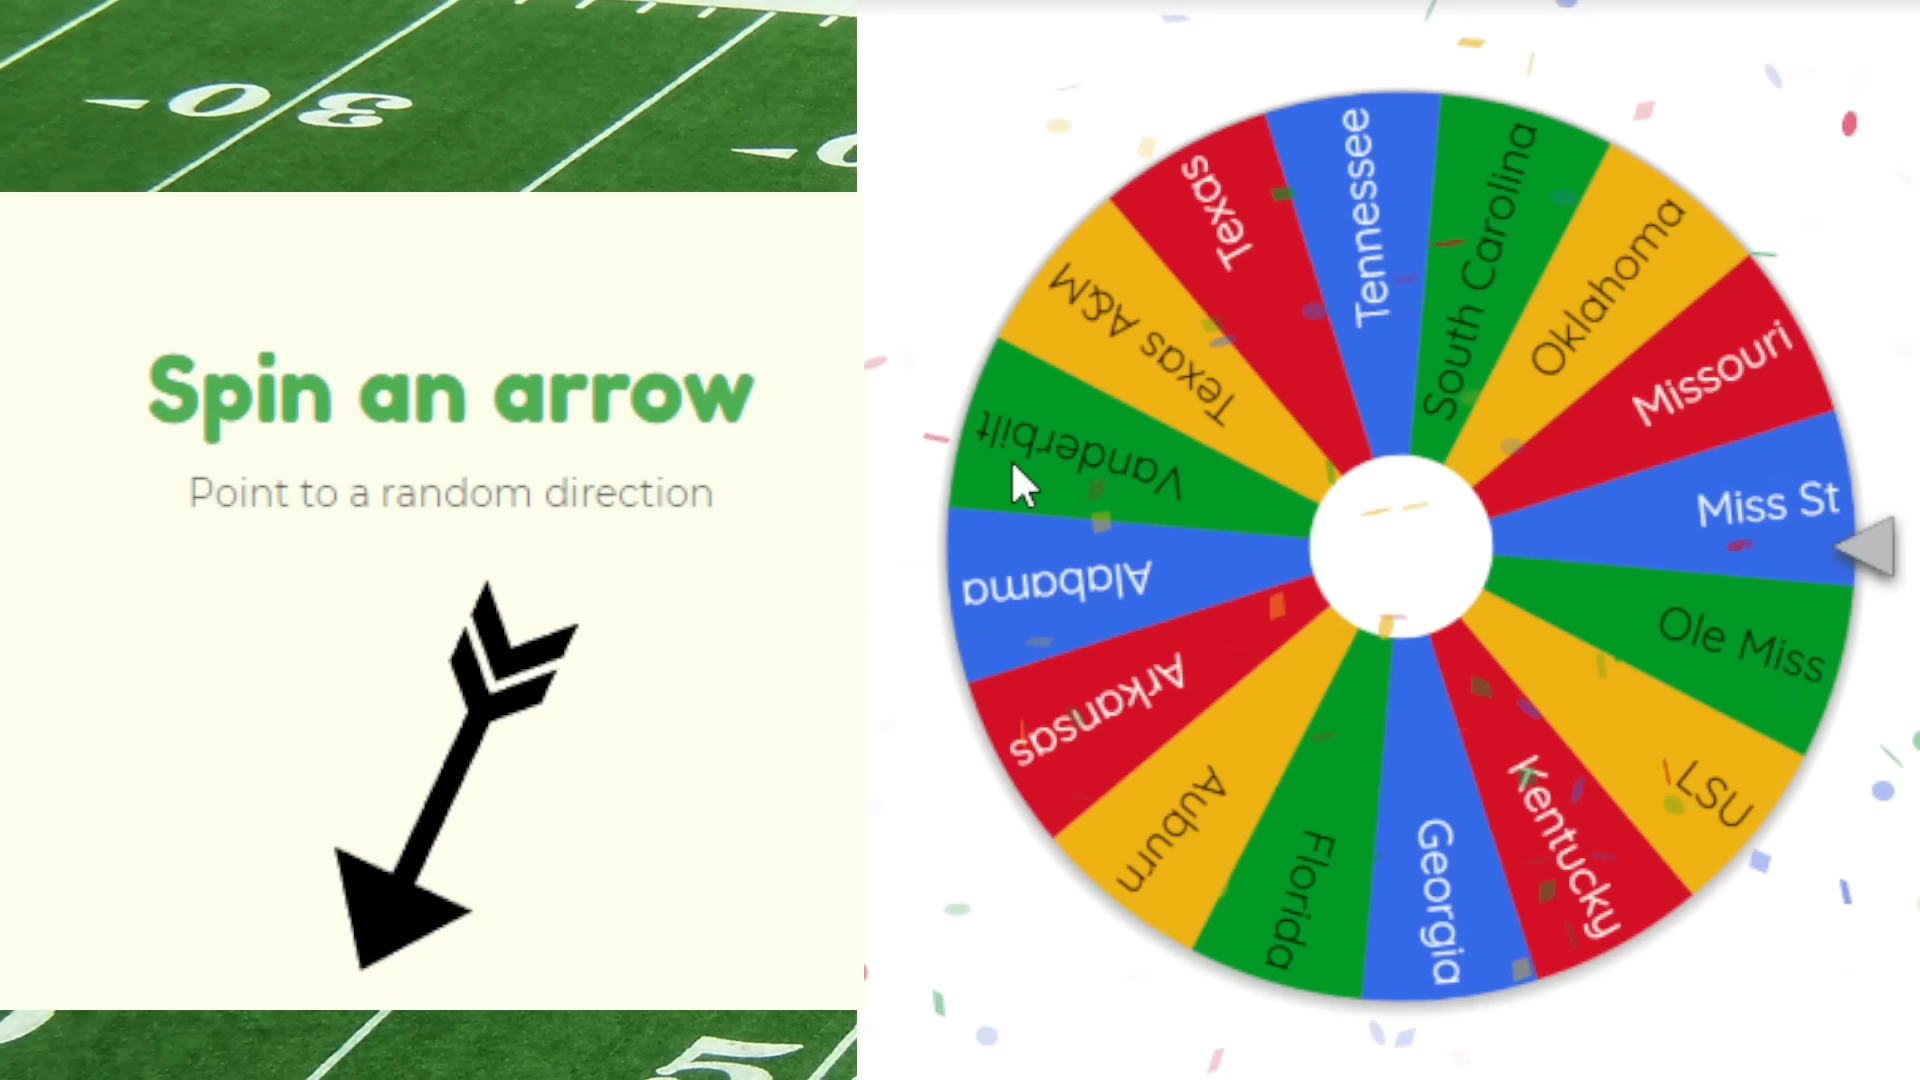 30
Spin an arrow
Point to a random direction
Tennessee
South Carolina
Oklahoma
Missouri
Miss St
Ole Miss
LSU
Kentucky
Georgia
Florida
Auburn
Arkansas
Alabama
Vanderbilt
Texas A&M
Texas
5